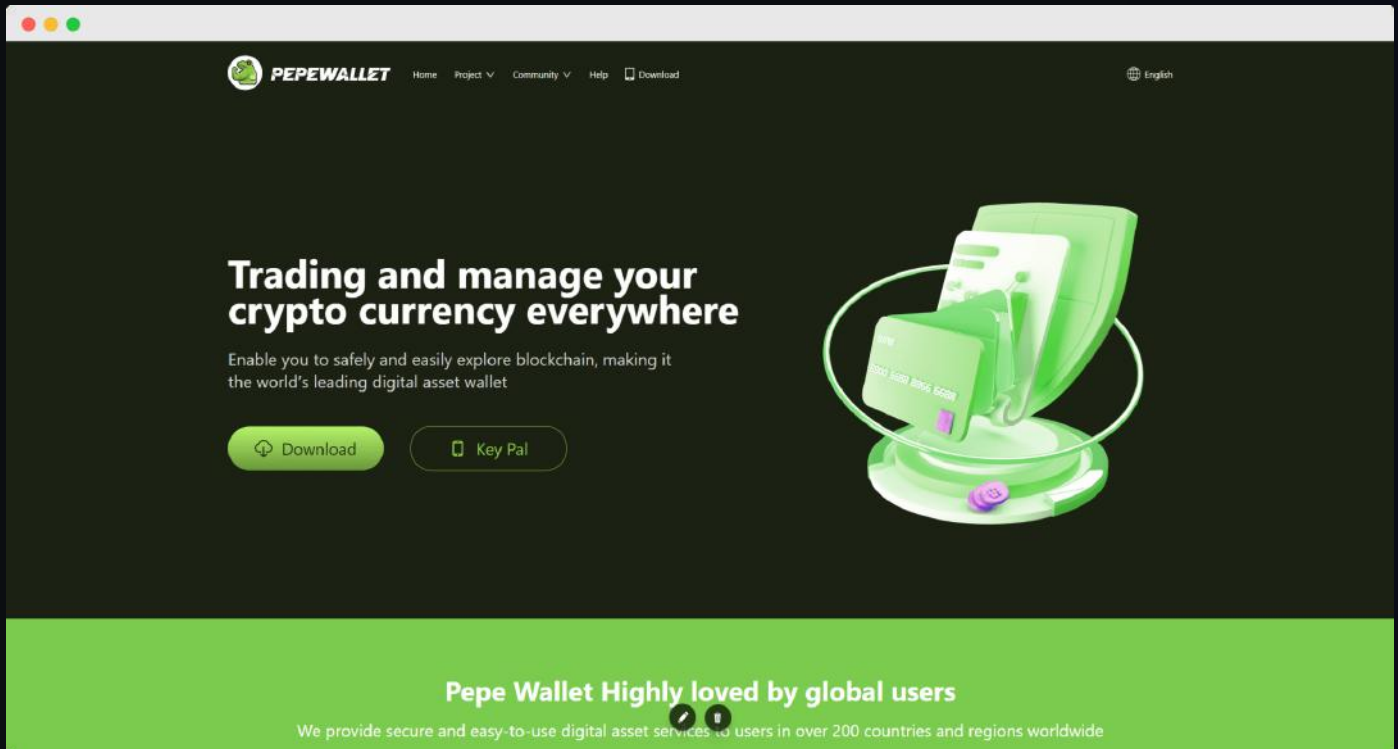 PEPEWALLET Home Project Community Help Download English
Trading and manage your
crypto currency everywhere
Enable you to safely and easily explore blockchain, making it
the world's leading digital asset wallet
Download Key Pal
Pepe Wallet Highly loved by global users
We provide secure and easy-to-use digital asset services to users in over 200 countries and regions worldwide